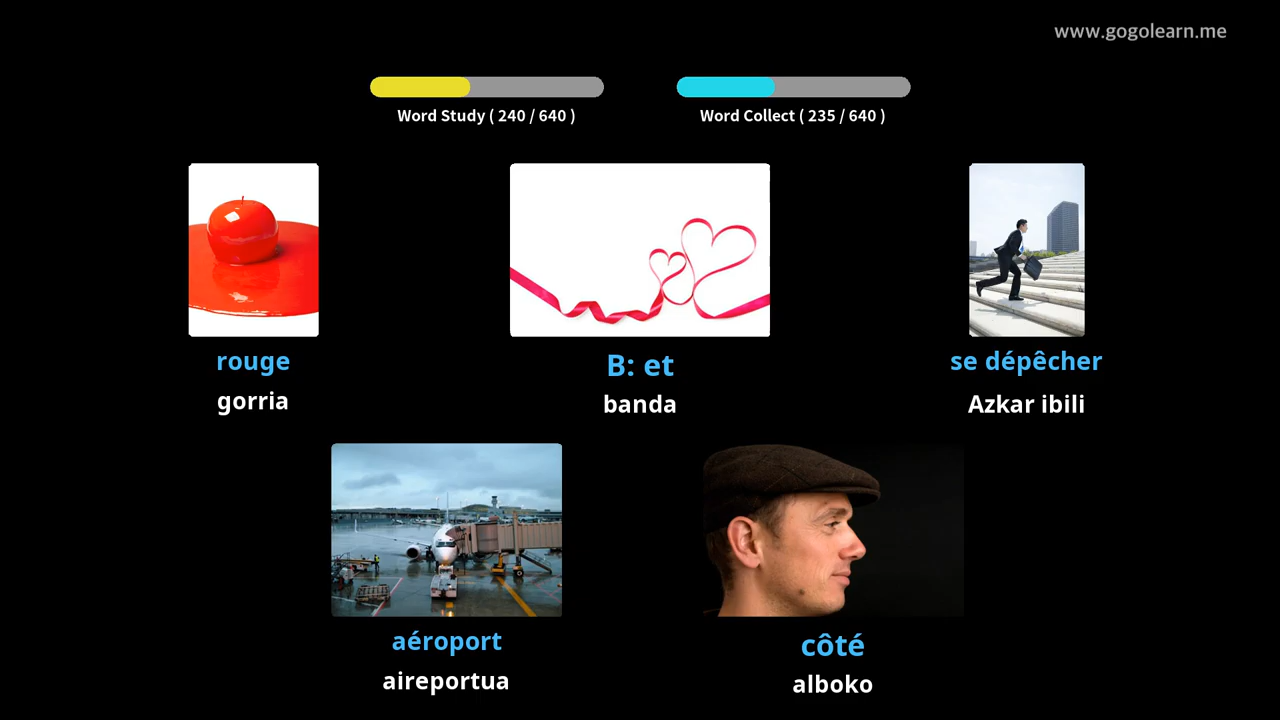 www.gogolearn.me
Word Study ( 240 / 640 )
Word Collect ( 235 / 640 )
rouge
gorria
B: et
banda
se dépêcher
Azkar ibili
aéroport
aireportua
côté
alboko